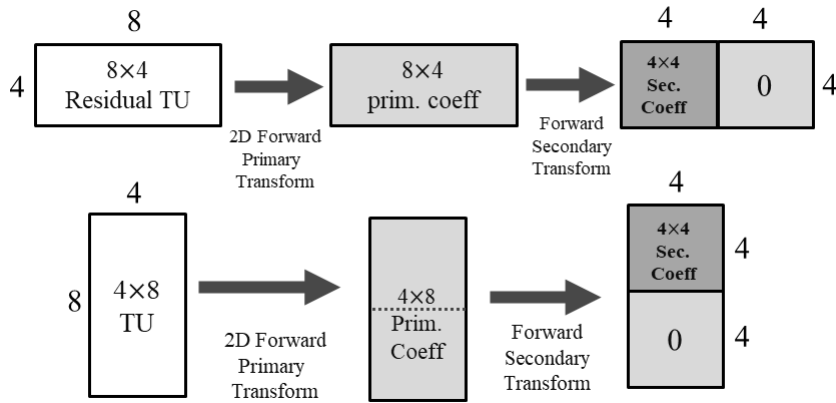 8
4
8×4
Residual TU
2D Forward
Primary
Transform
8×4
prim. coeff
Forward
Secondary
Transform
4
4
4×4
Sec.
Coeff
0
4
4
8
4×8
TU
2D Forward
Primary
Transform
4×8
Prim.
Coeff
Forward
Secondary
Transform
4
4×4
Sec.
Coeff
4
0
4